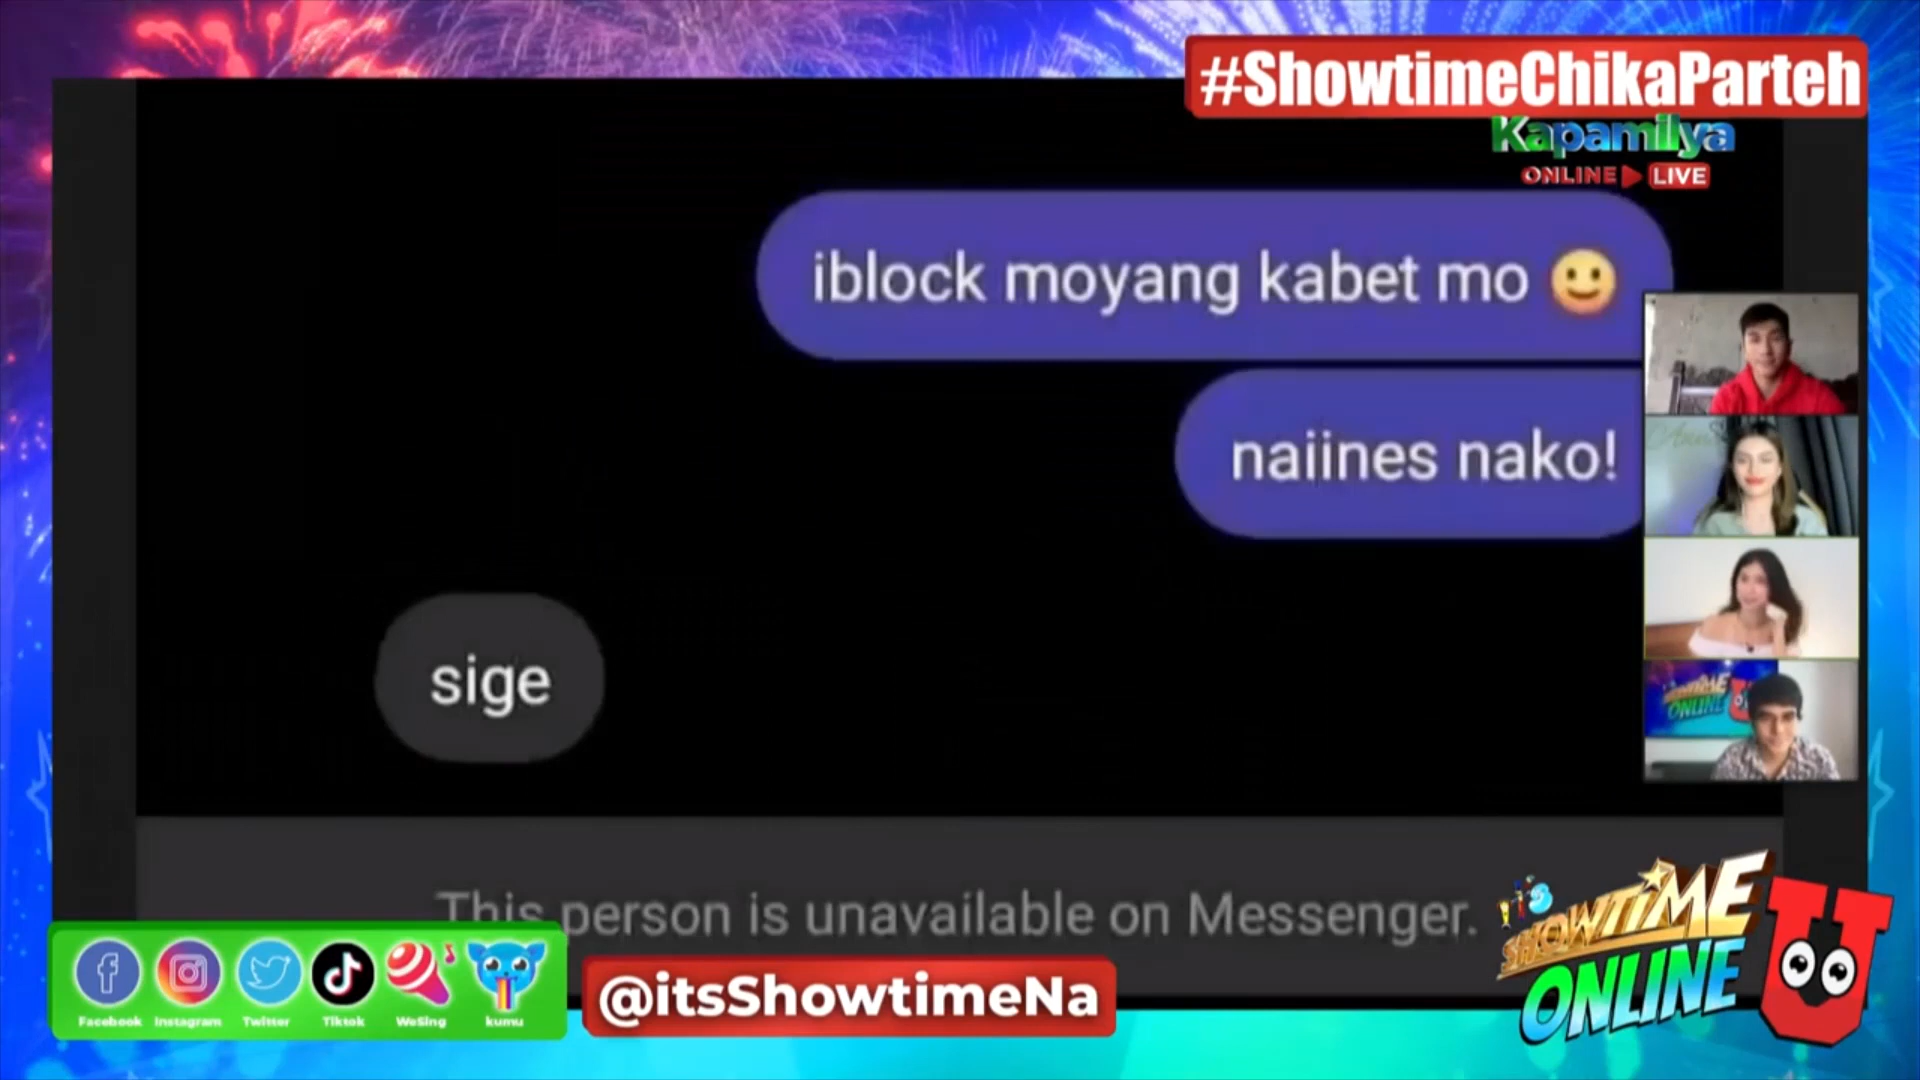 #ShowtimeChikaParteh
Kapamilya
ONLINE LIVE
iblock moyang kabet mo 🙂
naiines nako!
sige
This person is unavailable on Messenger.
it's
SHOWTIME
ONLINE U
Facebook Instagram Twitter Tiktok WeSing kumu
@itsShowtimeNa